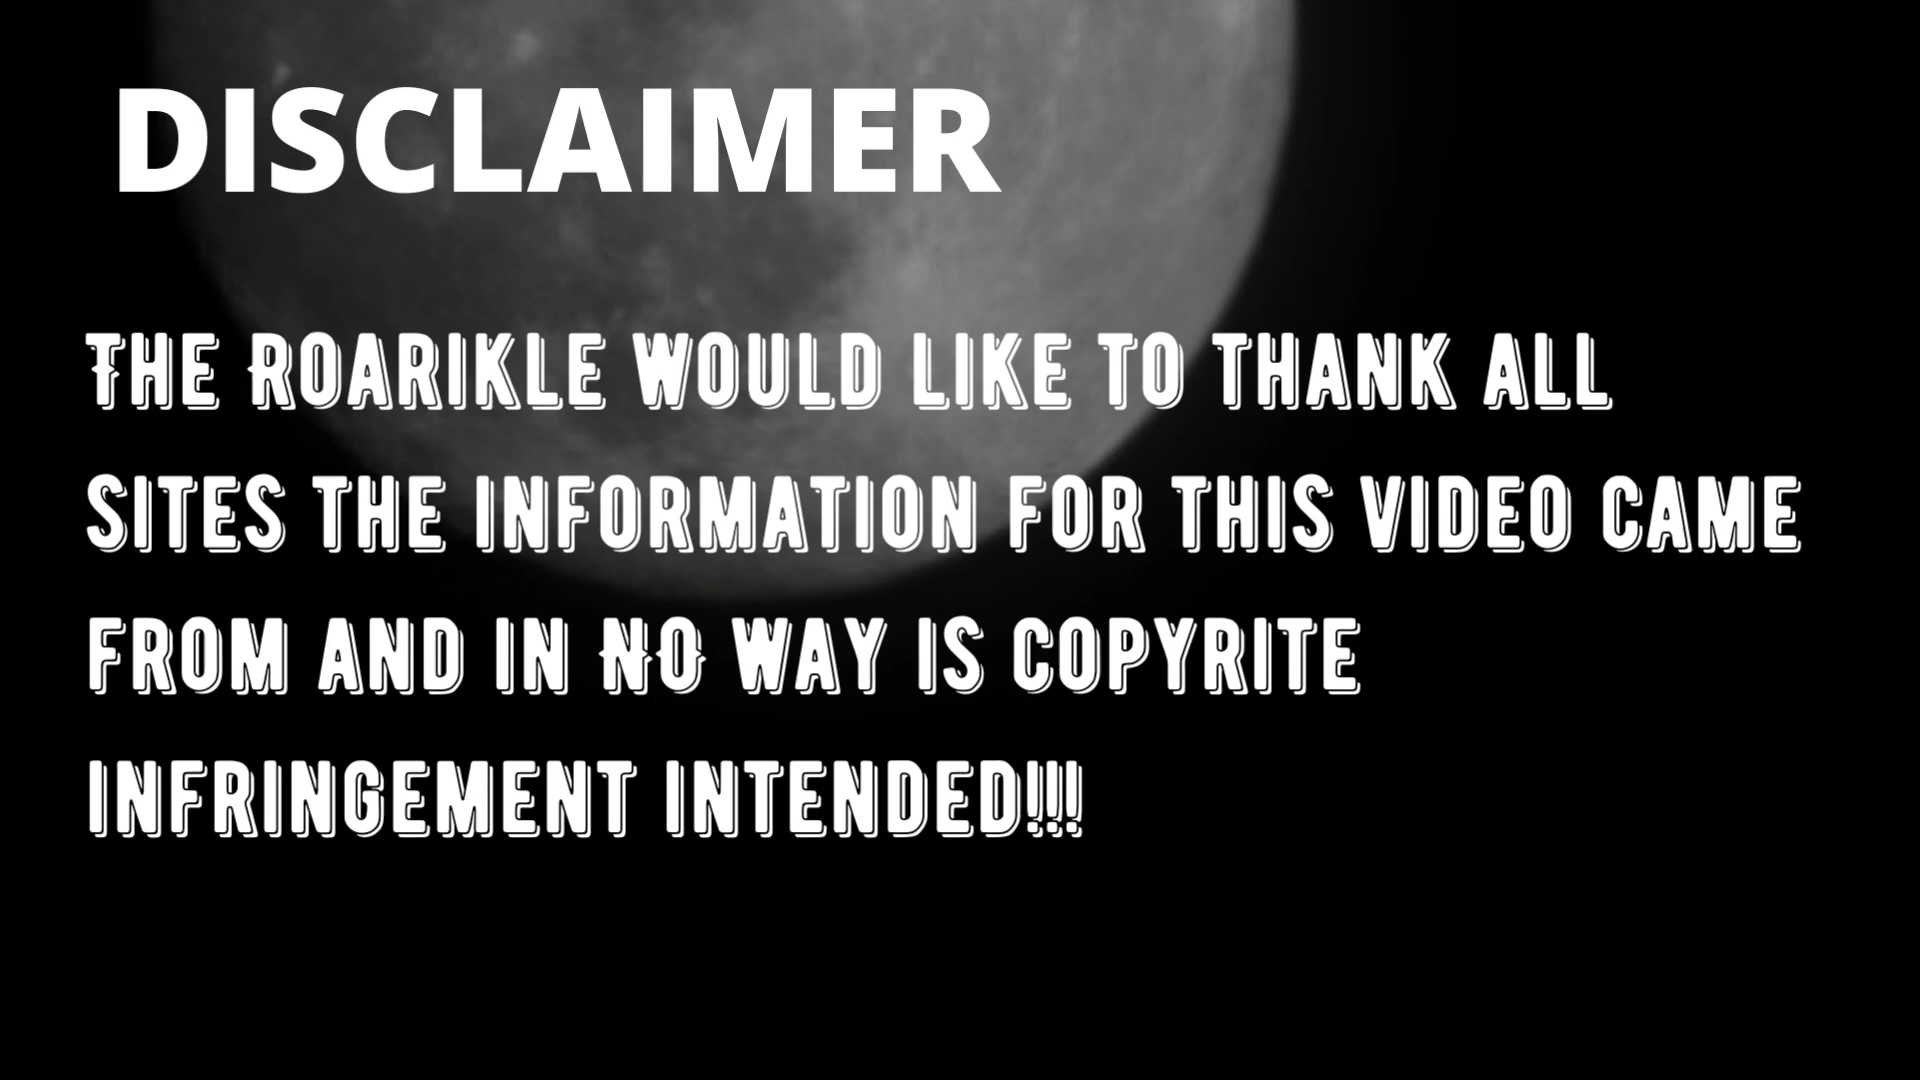 DISCLAIMER
The Roarikle would like to thank all
sites the information for this video came
from and in No way is copyrite
infringement intended!!!